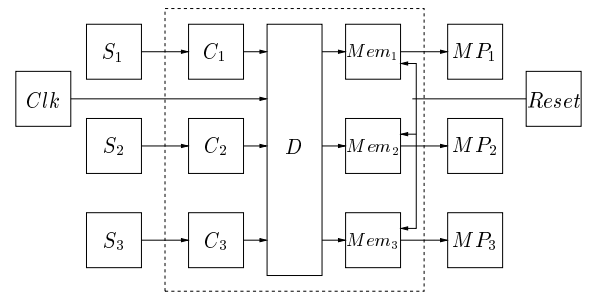 S1 C1 Mem1 MP1
Clk Reset
S2 C2 D Mem2 MP2
S3 C3 Mem3 MP3